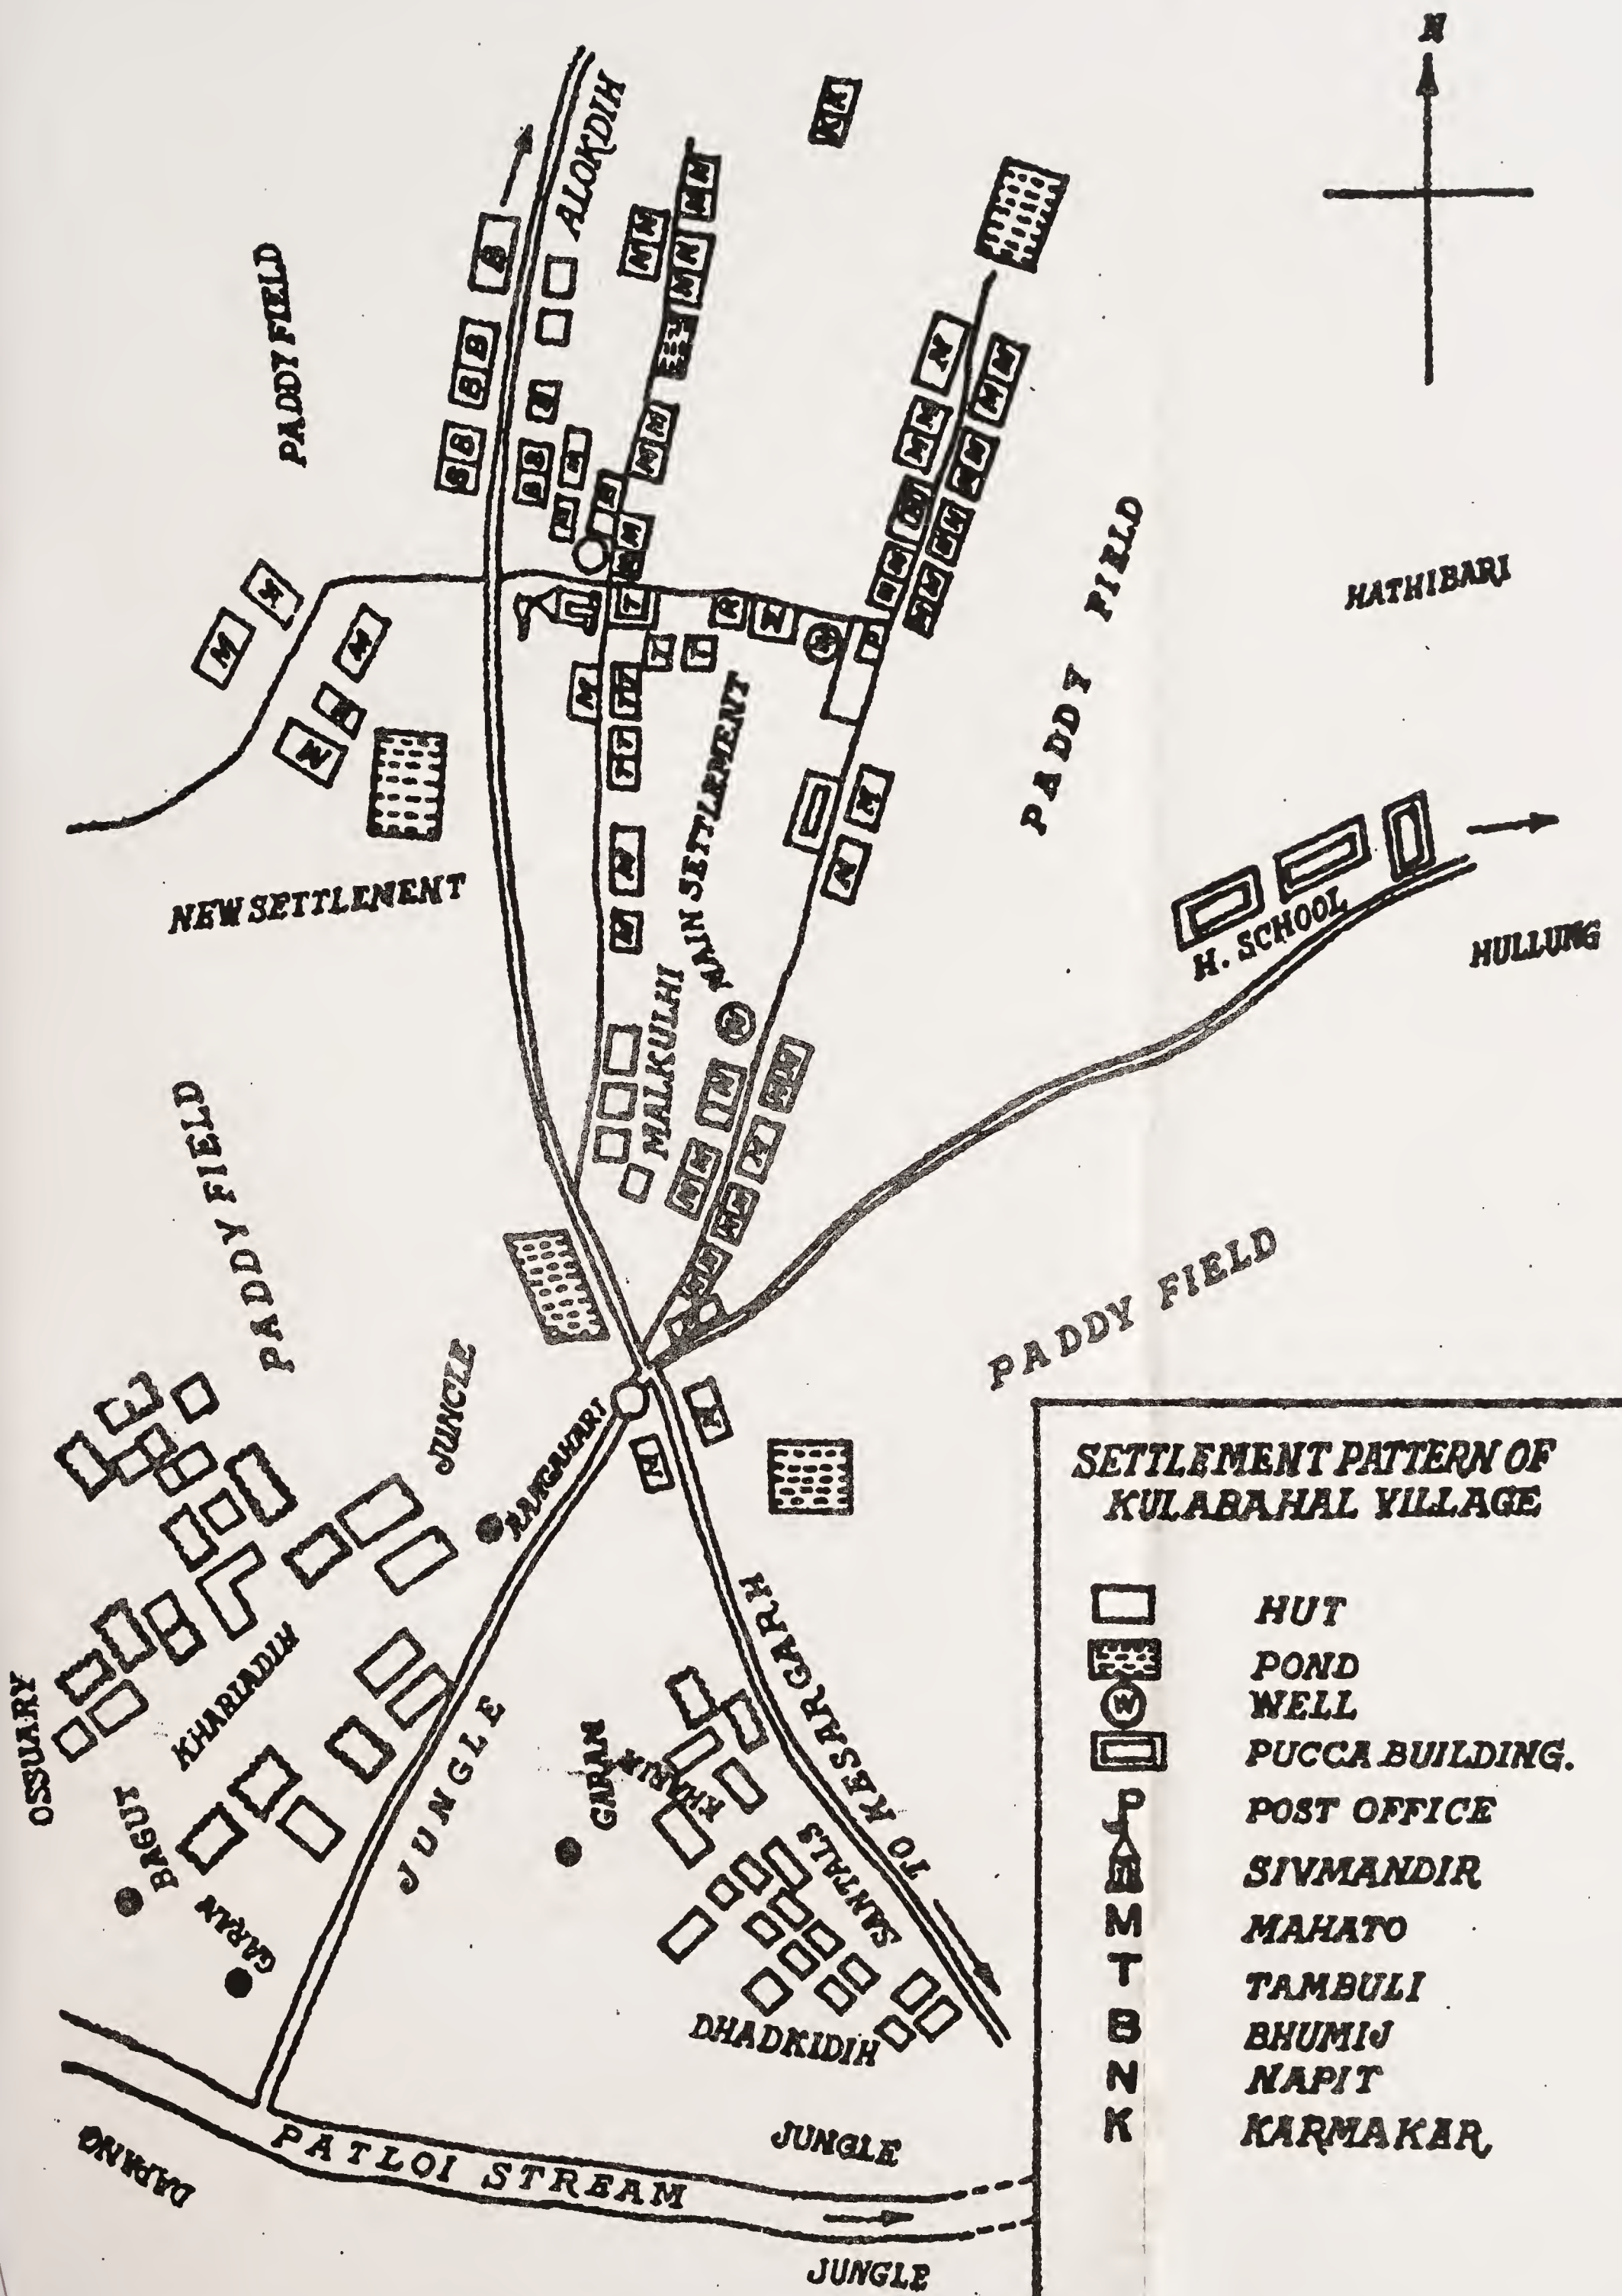 N
ALOKDIH
PADDY FIELD
PADDY FIELD
HATHIBARI
NEW SETTLEMENT
MAIN SETTLEMENT
H. SCHOOL
HULLUNG
MALKULHI
PADDY FIELD
PADDY FIELD
JUNGLE
SETTLEMENT PATTERN OF
KULABAHAL VILLAGE
HUT
POND
W WELL
PUCCA BUILDING.
P POST OFFICE
SIVMANDIR
M MAHATO
T TAMBULI
B BHUMIJ
N NAPIT
K KARMAKAR
KHARIADIH
OSSUARY
JUNGLE
TO KESARGARH
GARAM
KHARIA
BAGUT
SANTALS
DHADKIDIH
PATLOI STREAM
JUNGLE
JUNGLE